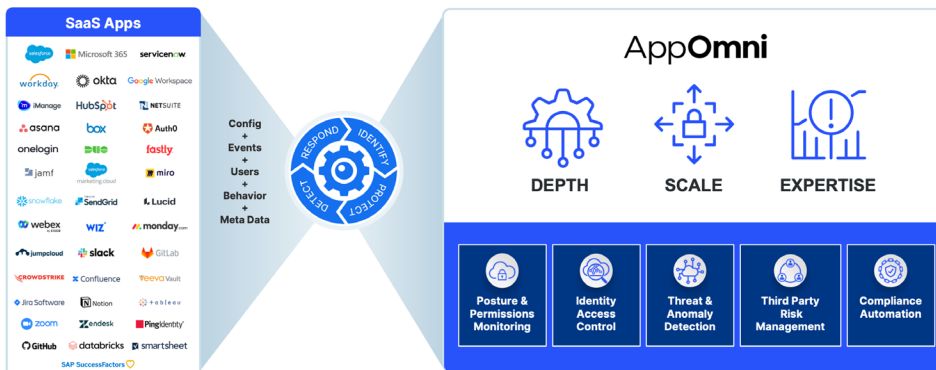 SaaS Apps
salesforce Microsoft 365 servicenow
workday. okta Google Workspace
iManage HubSpot NETSUITE
asana box Auth0
onelogin DUO fastly
jamf salesforce marketing cloud miro
snowflake SendGrid Lucid
webex wiz monday.com
jumpcloud slack GitLab
CROWDSTRIKE Confluence Veeva Vault
Jira Software Notion +ableau
zoom zendesk PingIdentity
GitHub databricks smartsheet
SAP SuccessFactors
Config
+
Events
+
Users
+
Behavior
+
Meta Data
RESPOND
IDENTIFY
DETECT
PROTECT
AppOmni
DEPTH
SCALE
EXPERTISE
Posture &
Permissions
Monitoring
Identity
Access
Control
Threat &
Anomaly
Detection
Third Party
Risk
Management
Compliance
Automation